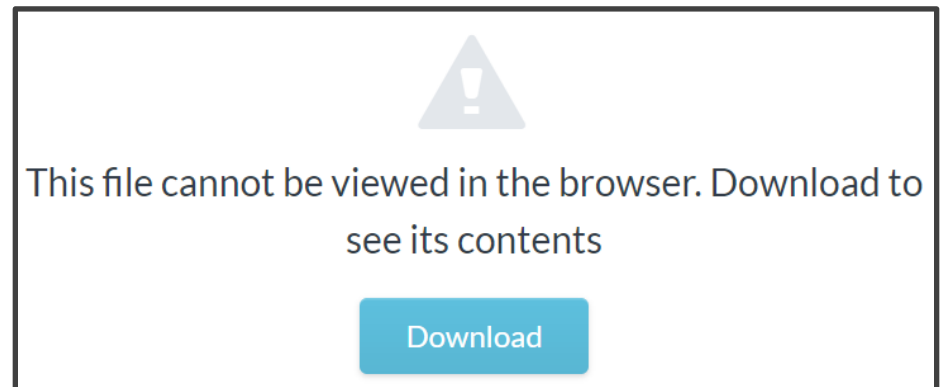 This file cannot be viewed in the browser. Download to
see its contents
Download